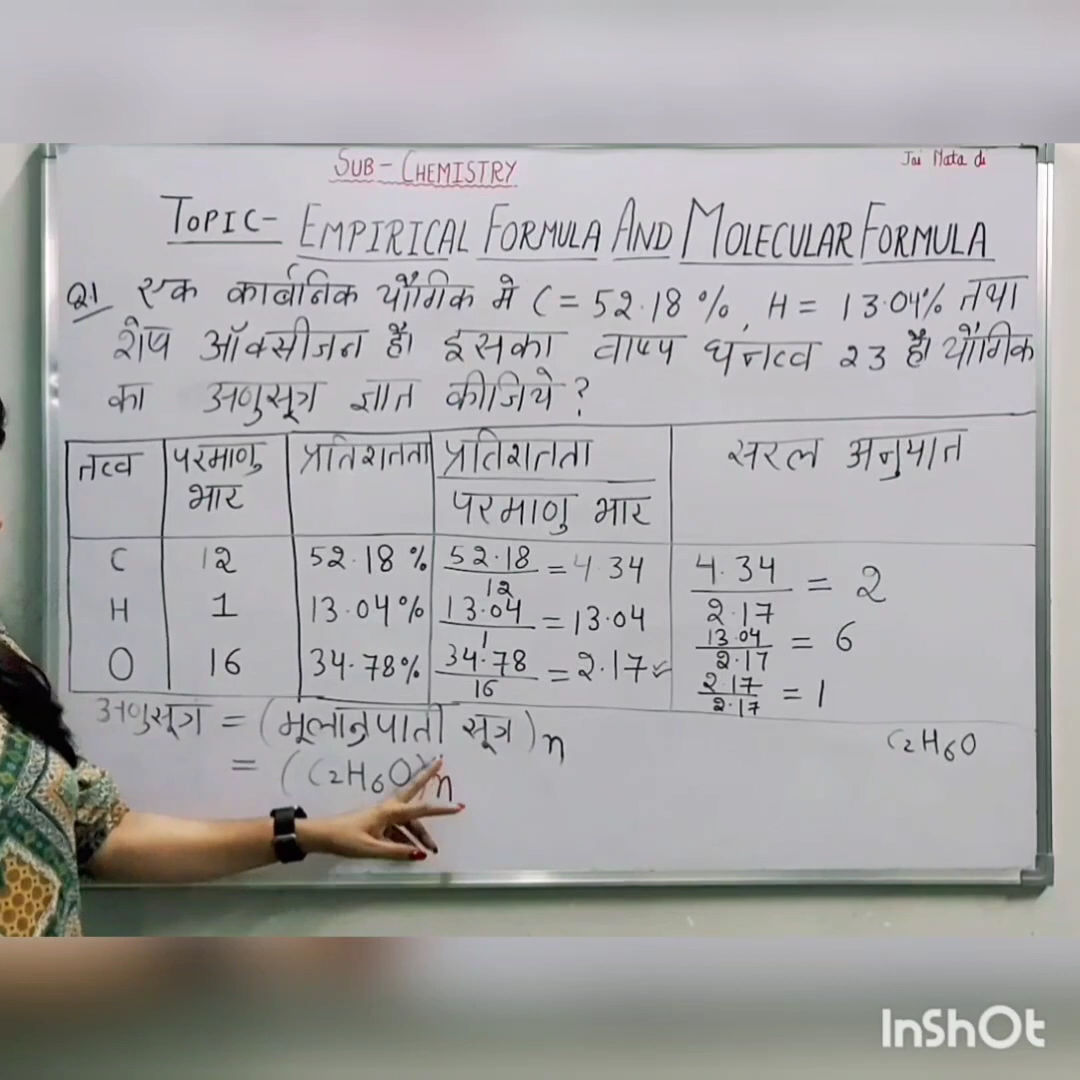 SUB - CHEMISTRY
Jai Mata di
TOPIC - EMPIRICAL FORMULA AND MOLECULAR FORMULA
Q1 एक कार्बनिक यौगिक मे C = 52.18 %, H = 13.04% तथा
शेष ऑक्सीजन है। इसका वाष्प घनत्व 23 है। यौगिक
का अणुसूत्र ज्ञात कीजिये ?
तत्व परमाणु भार प्रतिशतता प्रतिशतता / परमाणु भार सरल अनुपात
C 12 52.18 % 52.18/12 = 4.34 4.34/2.17 = 2
H 1 13.04% 13.04/1 = 13.04 13.04/2.17 = 6
O 16 34.78% 34.78/16 = 2.17 ✓ 2.17/2.17 = 1
अणुसूत्र = (मूलानुपाती सूत्र)n
= (C2H6O)n
C2H6O
InShOt